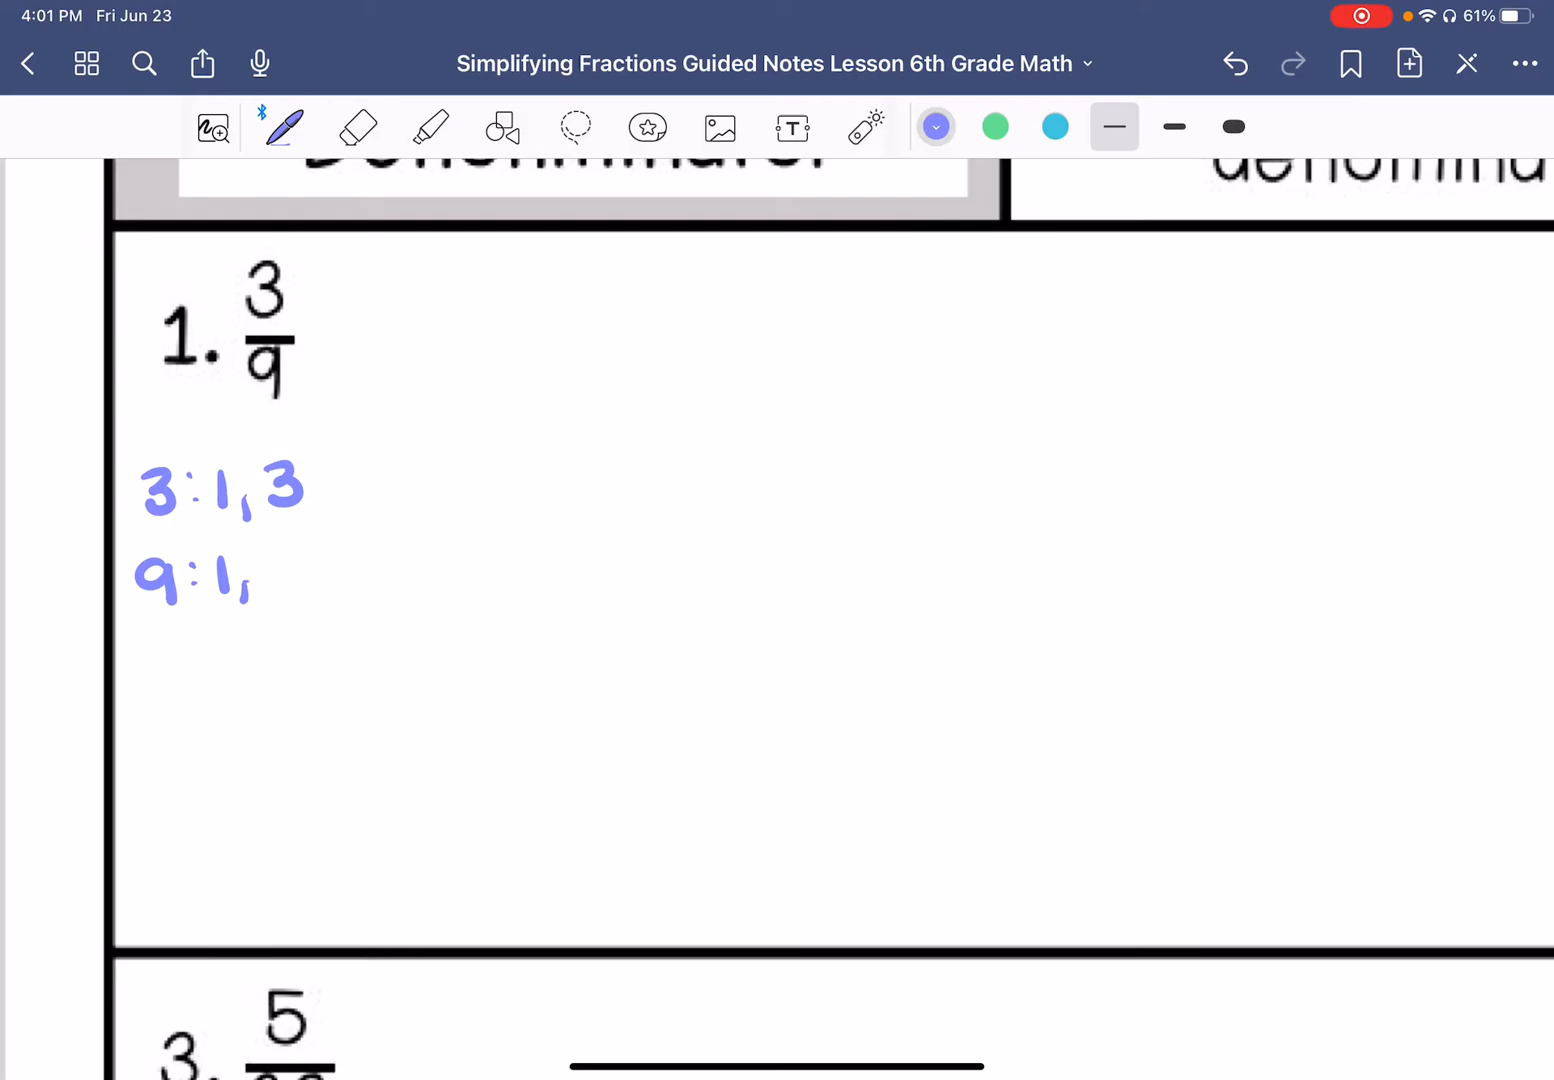 4:01 PM Fri Jun 23
61%
Simplifying Fractions Guided Notes Lesson 6th Grade Math
T
1. 3/9
3:1,3
9:1,
3. 5